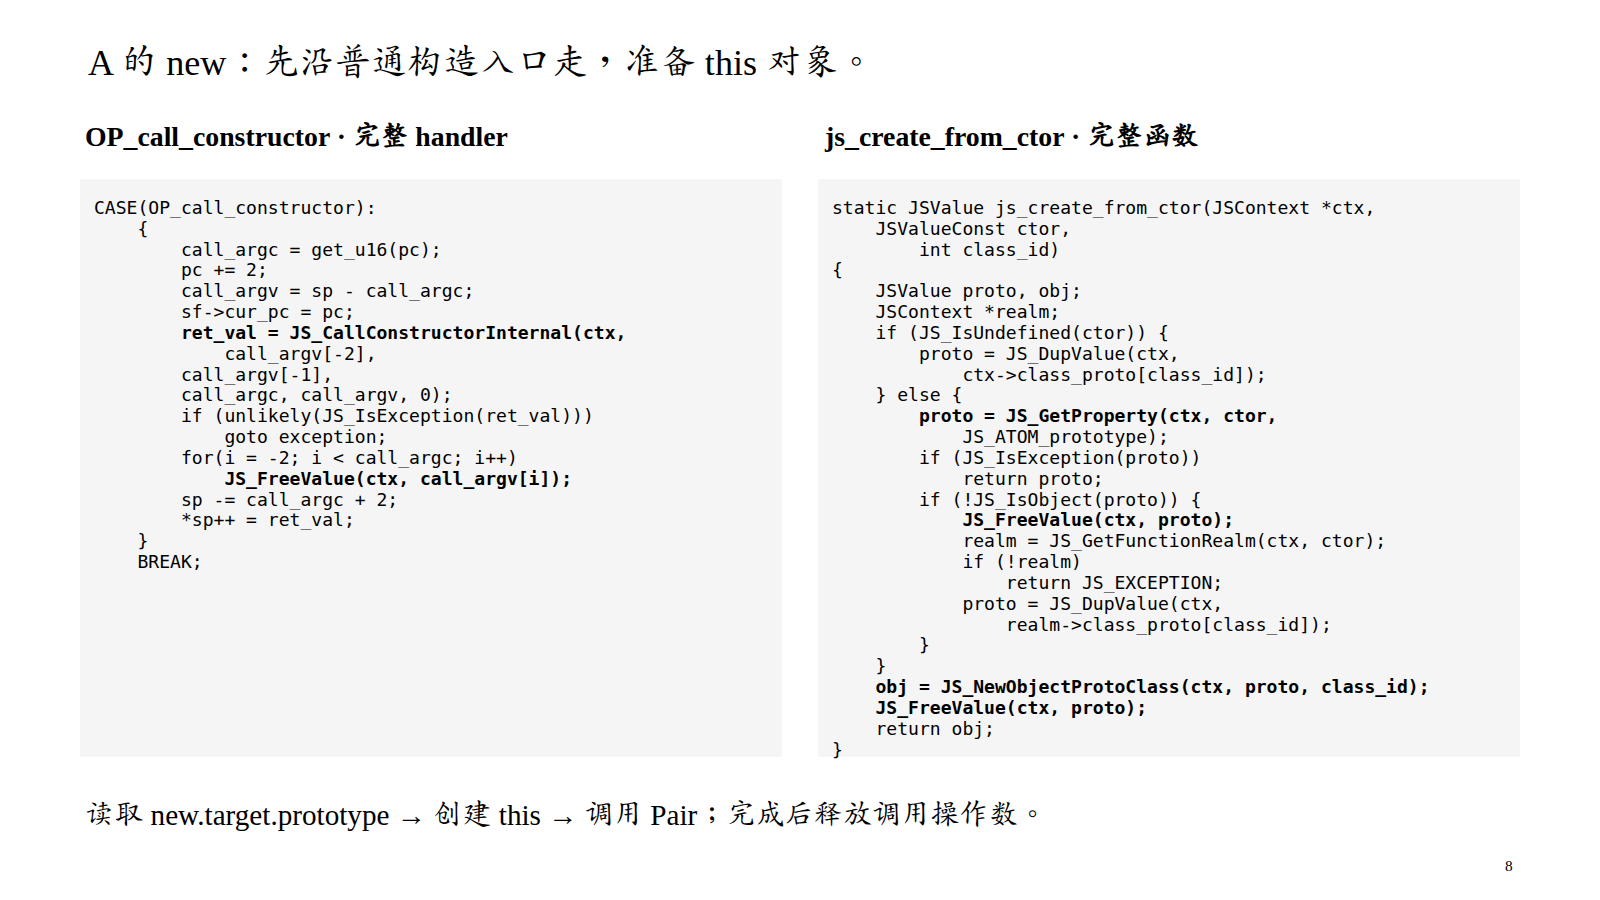 A 的 new：先沿普通构造入口走，准备 this 对象。
OP_call_constructor · 完整 handler
CASE(OP_call_constructor):
    {
        call_argc = get_u16(pc);
        pc += 2;
        call_argv = sp - call_argc;
        sf->cur_pc = pc;
        ret_val = JS_CallConstructorInternal(ctx,
            call_argv[-2],
        call_argv[-1],
        call_argc, call_argv, 0);
        if (unlikely(JS_IsException(ret_val)))
            goto exception;
        for(i = -2; i < call_argc; i++)
            JS_FreeValue(ctx, call_argv[i]);
        sp -= call_argc + 2;
        *sp++ = ret_val;
    }
    BREAK;
js_create_from_ctor · 完整函数
static JSValue js_create_from_ctor(JSContext *ctx,
    JSValueConst ctor,
        int class_id)
{
    JSValue proto, obj;
    JSContext *realm;
    if (JS_IsUndefined(ctor)) {
        proto = JS_DupValue(ctx,
            ctx->class_proto[class_id]);
    } else {
        proto = JS_GetProperty(ctx, ctor,
            JS_ATOM_prototype);
        if (JS_IsException(proto))
            return proto;
        if (!JS_IsObject(proto)) {
            JS_FreeValue(ctx, proto);
            realm = JS_GetFunctionRealm(ctx, ctor);
            if (!realm)
                return JS_EXCEPTION;
            proto = JS_DupValue(ctx,
                realm->class_proto[class_id]);
        }
    }
    obj = JS_NewObjectProtoClass(ctx, proto, class_id);
    JS_FreeValue(ctx, proto);
    return obj;
}
读取 new.target.prototype → 创建 this → 调用 Pair；完成后释放调用操作数。
8